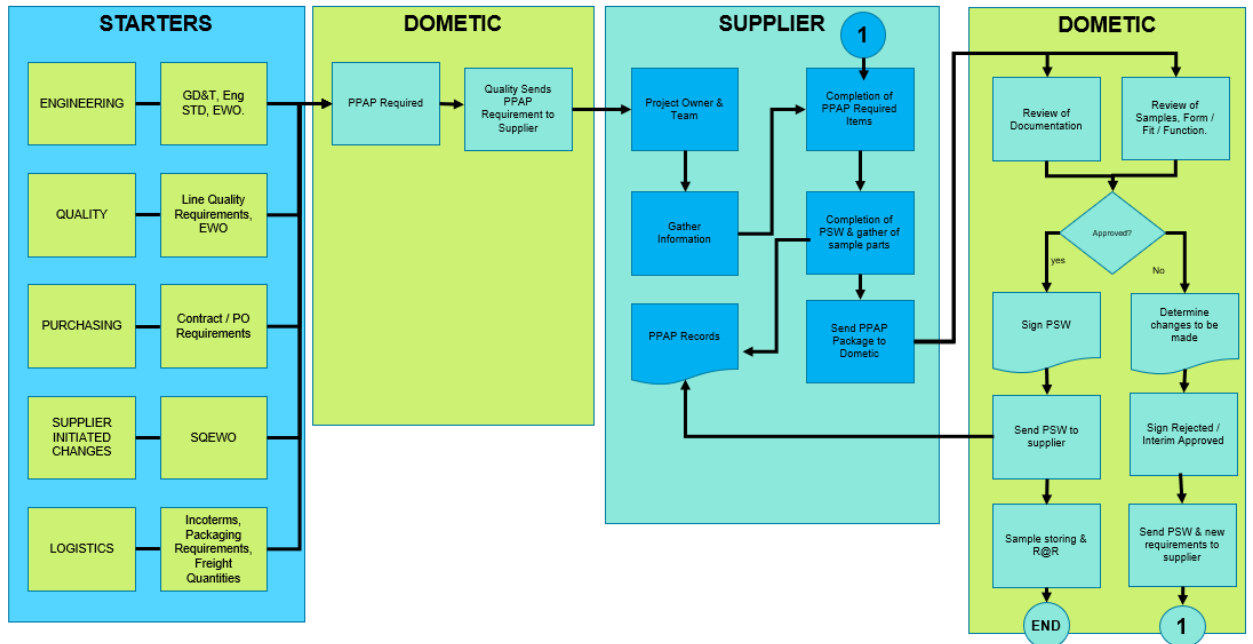 STARTERS
ENGINEERING
GD&T, Eng
STD, EWO.
QUALITY
Line Quality
Requirements,
EWO
PURCHASING
Contract / PO
Requirements
SUPPLIER
INITIATED
CHANGES
SQEWO
LOGISTICS
Incoterms,
Packaging
Requirements,
Freight
Quantities
DOMETIC
PPAP Required
Quality Sends
PPAP
Requirement to
Supplier
SUPPLIER
1
Project Owner &
Team
Completion of
PPAP Required
Items
Gather
Information
Completion of
PSW & gather of
sample parts
PPAP Records
Send PPAP
Package to
Dometic
DOMETIC
Review of
Documentation
Review of
Samples, Form /
Fit / Function.
Approved?
yes
No
Sign PSW
Determine
changes to be
made
Send PSW to
supplier
Sign Rejected /
Interim Approved
Sample storing &
R@R
Send PSW & new
requirements to
supplier
END
1